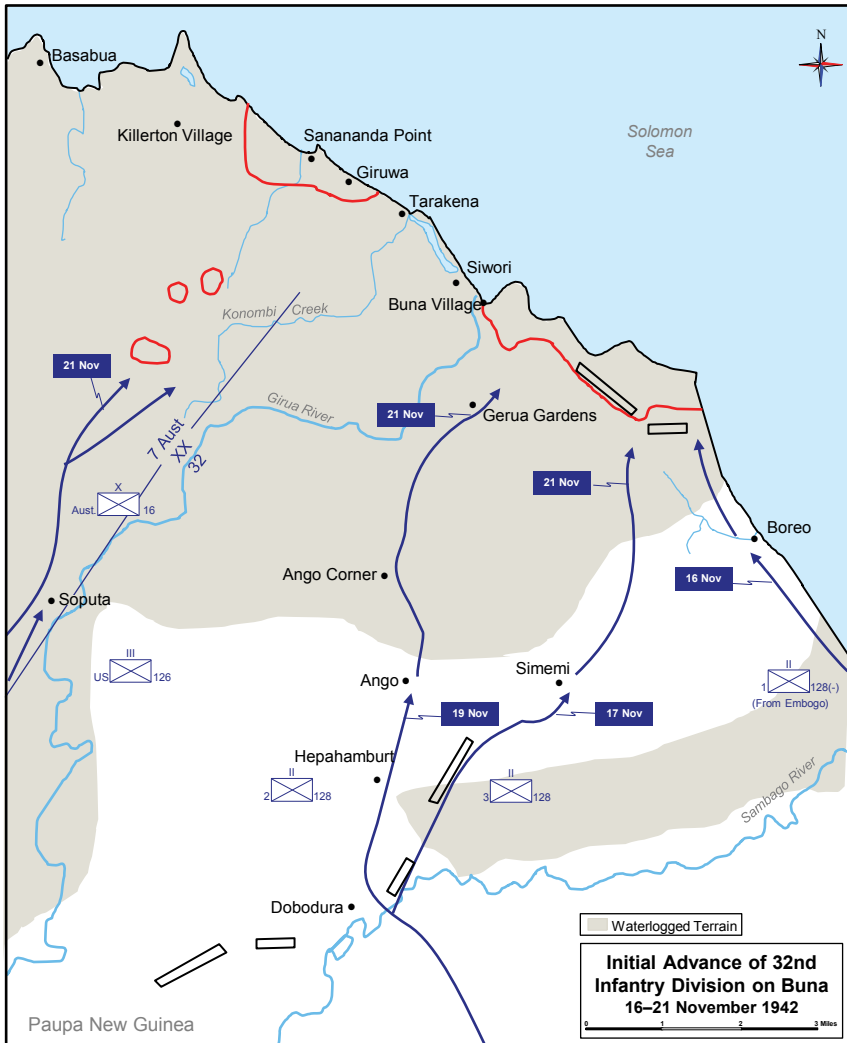 N
Basabua
Killerton Village
Sanananda Point
Solomon
Sea
Giruwa
Tarakena
Siwori
Buna Village
Konombi Creek
21 Nov
Girua River
21 Nov
Gerua Gardens
7 Aust
XX
32
21 Nov
X
Aust.
16
Boreo
Ango Corner
16 Nov
Soputa
III
US
126
Ango
Simemi
II
1
128(-)
(From Embogo)
19 Nov
17 Nov
Hepahamburt
II
2
128
II
3
128
Sambago River
Dobodura
Waterlogged Terrain
Initial Advance of 32nd
Infantry Division on Buna
16–21 November 1942
0 1 2 3 Miles
Paupa New Guinea